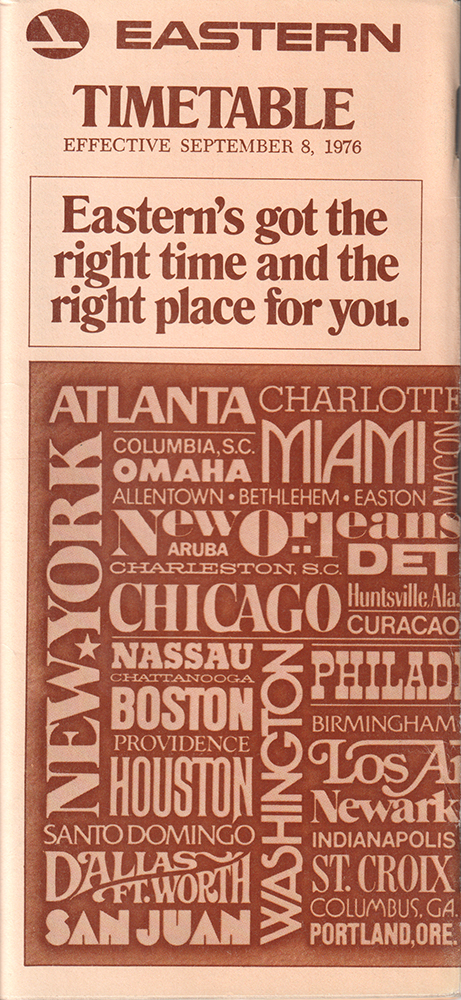 EASTERN
TIMETABLE
EFFECTIVE SEPTEMBER 8, 1976
Eastern's got the
right time and the
right place for you.
ATLANTA
CHARLOTTE
NEW YORK
COLUMBIA, S.C.
OMAHA
MIAMI
MACON
ALLENTOWN • BETHLEHEM • EASTON
New Orleans
ARUBA
DET
CHARLESTON, S.C.
CHICAGO
Huntsville, Ala.
CURACAO
NASSAU
CHATTANOOGA
BOSTON
PROVIDENCE
HOUSTON
WASHINGTON
PHILAD
BIRMINGHAM
Los A
Newark
SANTO DOMINGO
INDIANAPOLIS
DALLAS
FT. WORTH
ST. CROIX
COLUMBUS, GA.
SAN JUAN
PORTLAND, ORE.